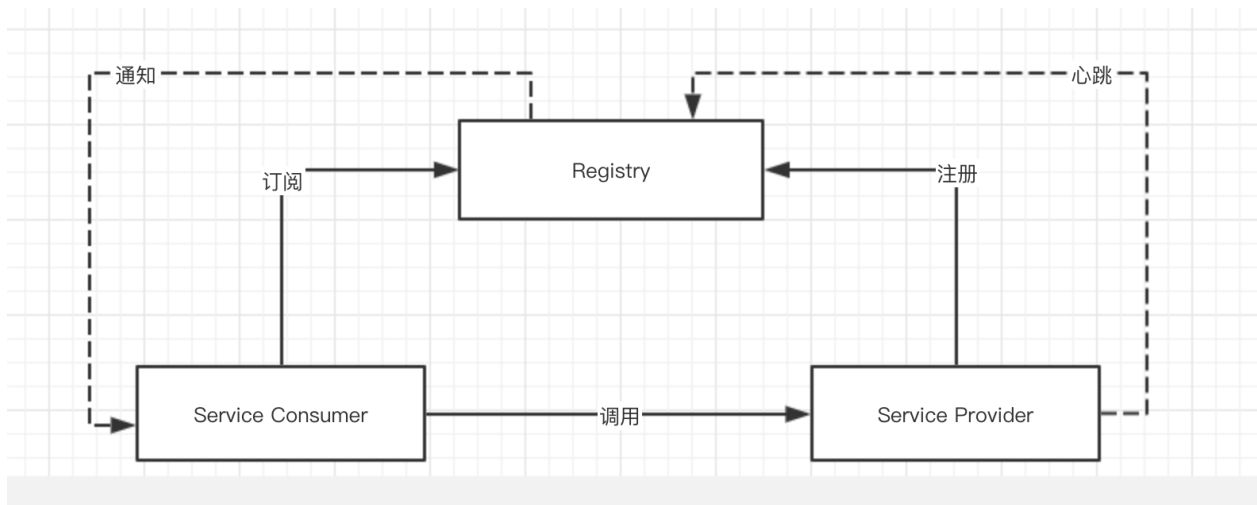 通知
心跳
Registry
订阅
注册
Service Consumer
调用
Service Provider